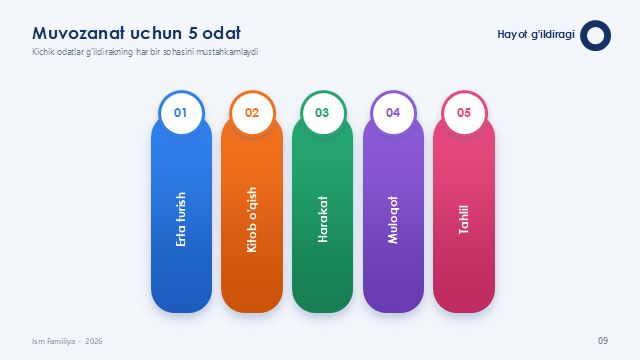 Muvozanat uchun 5 odat
Kichik odatlar g'ildirakning har bir sohasini mustahkamlaydi
Hayot g'ildiragi
01
02
03
04
05
Erta turish
Kitob o'qish
Harakat
Muloqot
Tahlil
Ism Familiya · 2026
09